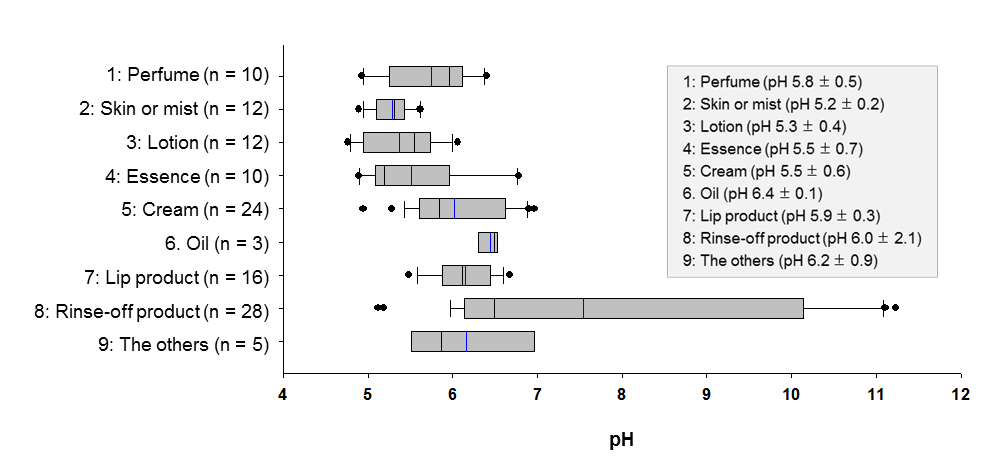 1: Perfume (n = 10)
2: Skin or mist (n = 12)
3: Lotion (n = 12)
4: Essence (n = 10)
5: Cream (n = 24)
6. Oil (n = 3)
7: Lip product (n = 16)
8: Rinse-off product (n = 28)
9: The others (n = 5)
1: Perfume (pH 5.8 ± 0.5)
2: Skin or mist (pH 5.2 ± 0.2)
3: Lotion (pH 5.3 ± 0.4)
4: Essence (pH 5.5 ± 0.7)
5: Cream (pH 5.5 ± 0.6)
6. Oil (pH 6.4 ± 0.1)
7: Lip product (pH 5.9 ± 0.3)
8: Rinse-off product (pH 6.0 ± 2.1)
9: The others (pH 6.2 ± 0.9)
4 5 6 7 8 9 10 11 12
pH